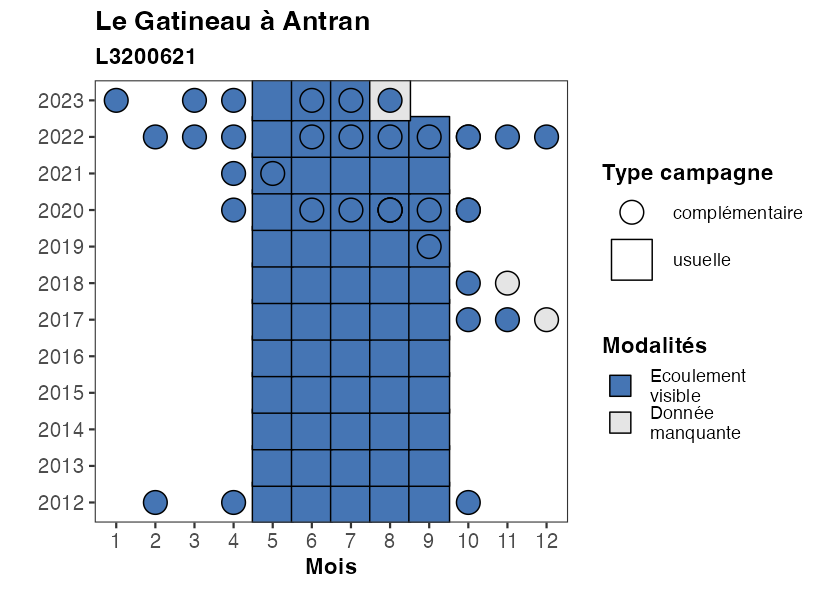 Le Gatineau à Antran
L3200621
2023
2022
2021
2020
2019
2018
2017
2016
2015
2014
2013
2012
1 2 3 4 5 6 7 8 9 10 11 12
Mois
Type campagne
complémentaire
usuelle
Modalités
Ecoulement
visible
Donnée
manquante